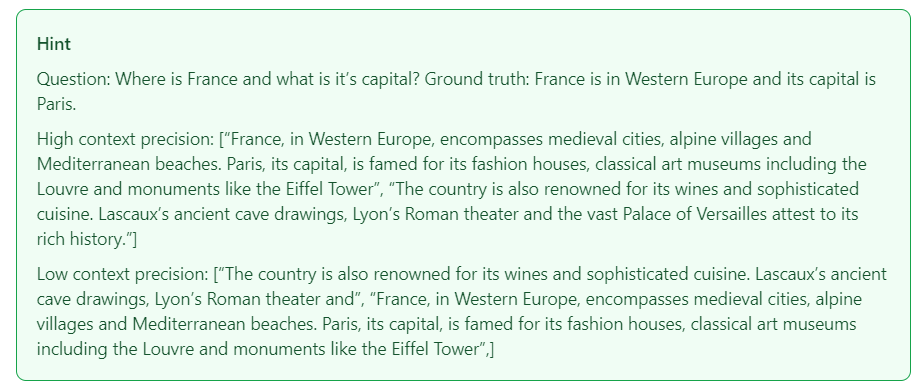 Hint
Question: Where is France and what is it’s capital? Ground truth: France is in Western Europe and its capital is
Paris.
High context precision: [“France, in Western Europe, encompasses medieval cities, alpine villages and
Mediterranean beaches. Paris, its capital, is famed for its fashion houses, classical art museums including the
Louvre and monuments like the Eiffel Tower”, “The country is also renowned for its wines and sophisticated
cuisine. Lascaux’s ancient cave drawings, Lyon’s Roman theater and the vast Palace of Versailles attest to its
rich history.”]
Low context precision: [“The country is also renowned for its wines and sophisticated cuisine. Lascaux’s ancient
cave drawings, Lyon’s Roman theater and”, “France, in Western Europe, encompasses medieval cities, alpine
villages and Mediterranean beaches. Paris, its capital, is famed for its fashion houses, classical art museums
including the Louvre and monuments like the Eiffel Tower”,]